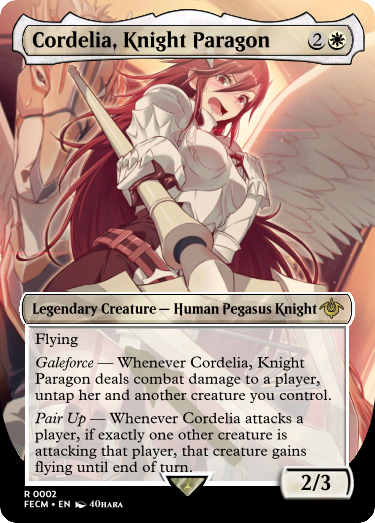 Cordelia, Knight Paragon 2
Legendary Creature — Human Pegasus Knight
Flying
Galeforce — Whenever Cordelia, Knight
Paragon deals combat damage to a player,
untap her and another creature you control.
Pair Up — Whenever Cordelia attacks a
player, if exactly one other creature is
attacking that player, that creature gains
flying until end of turn.
2/3
R 0002
FECM • EN 40HARA